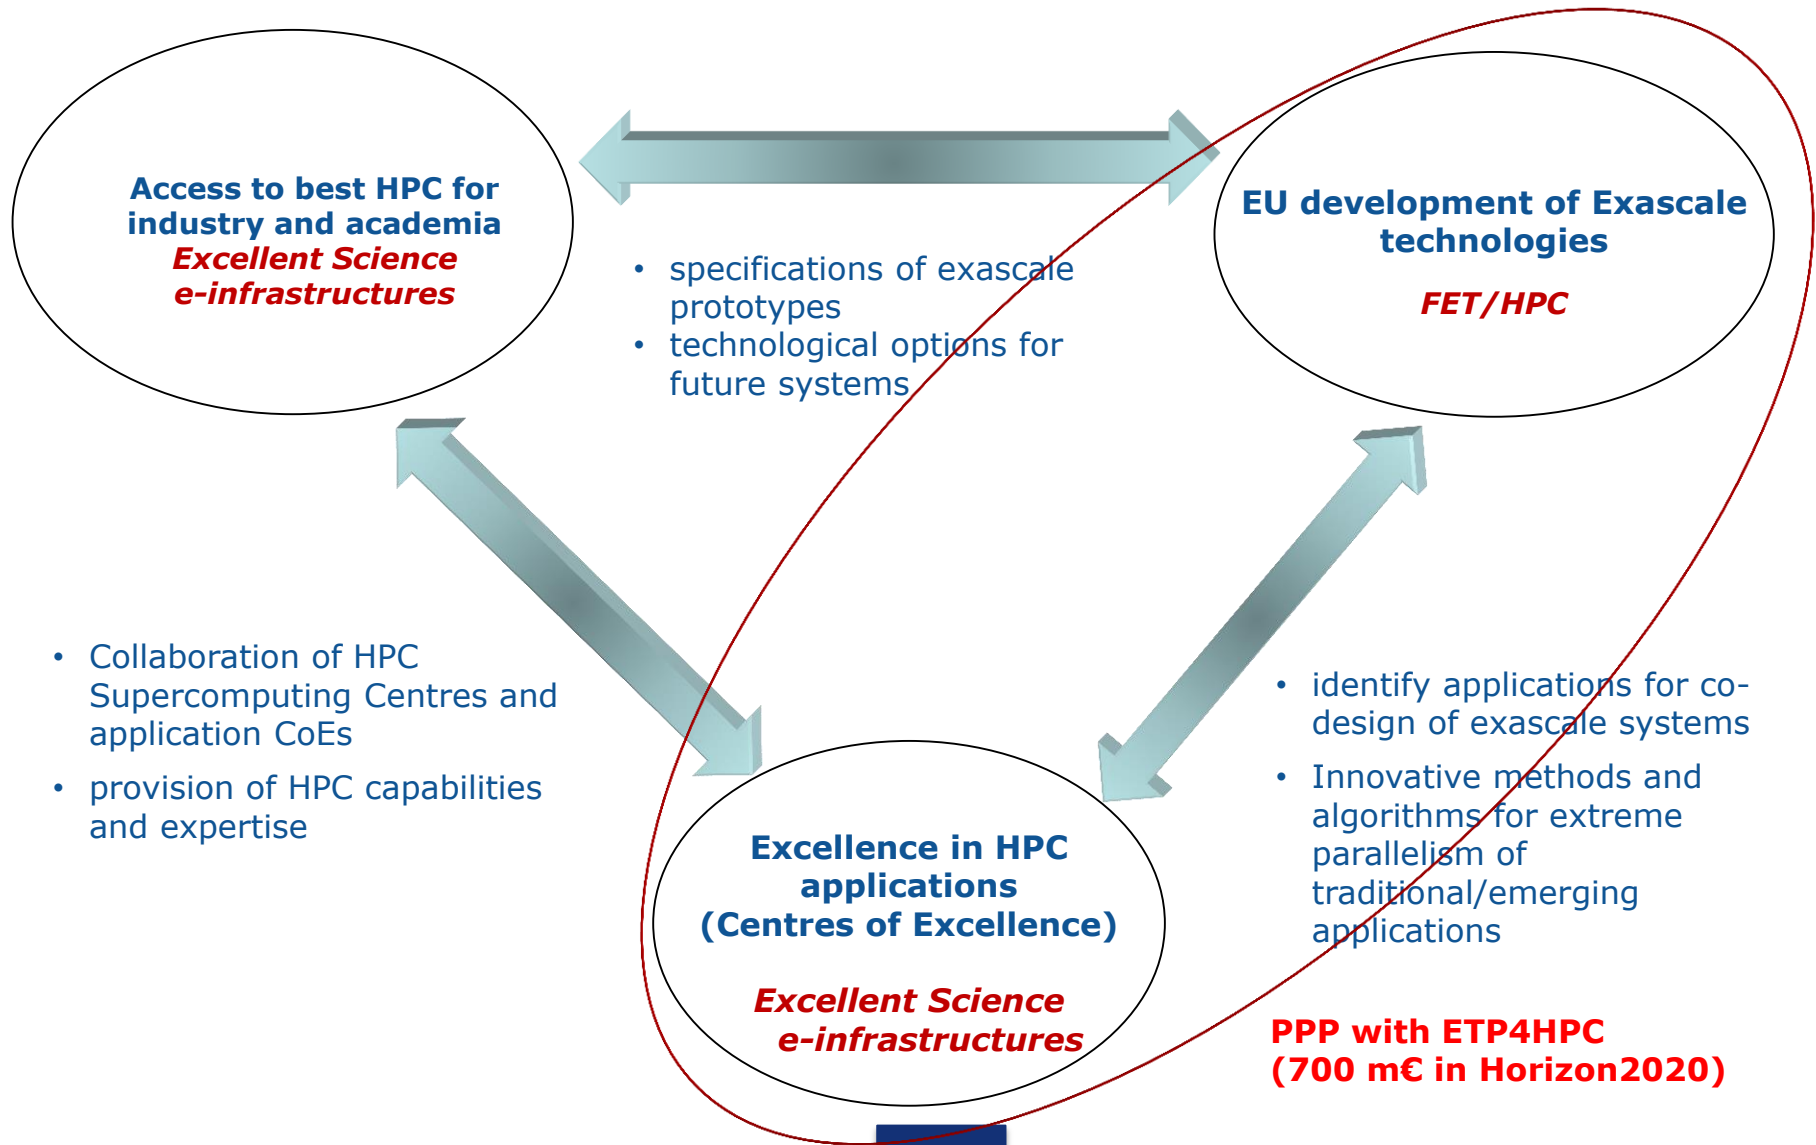 Access to best HPC for
industry and academia
Excellent Science
e-infrastructures
EU development of Exascale
technologies
FET/HPC
• specifications of exascale
prototypes
• technological options for
future systems
• Collaboration of HPC
Supercomputing Centres and
application CoEs
• provision of HPC capabilities
and expertise
• identify applications for co-
design of exascale systems
• Innovative methods and
algorithms for extreme
parallelism of
traditional/emerging
applications
Excellence in HPC
applications
(Centres of Excellence)
Excellent Science
e-infrastructures
PPP with ETP4HPC
(700 m€ in Horizon2020)